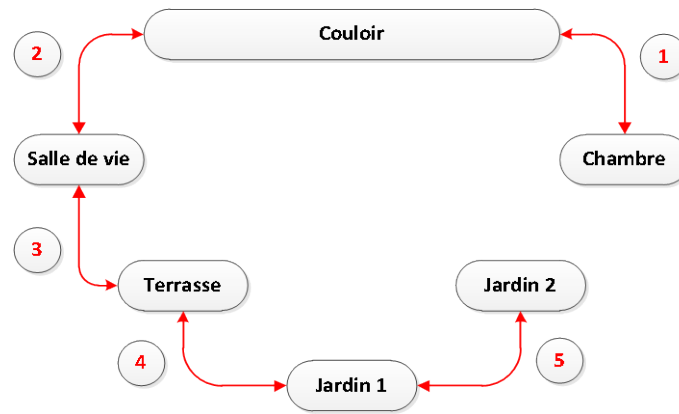 Couloir
2
1
Salle de vie
Chambre
3
Terrasse
Jardin 2
4
5
Jardin 1